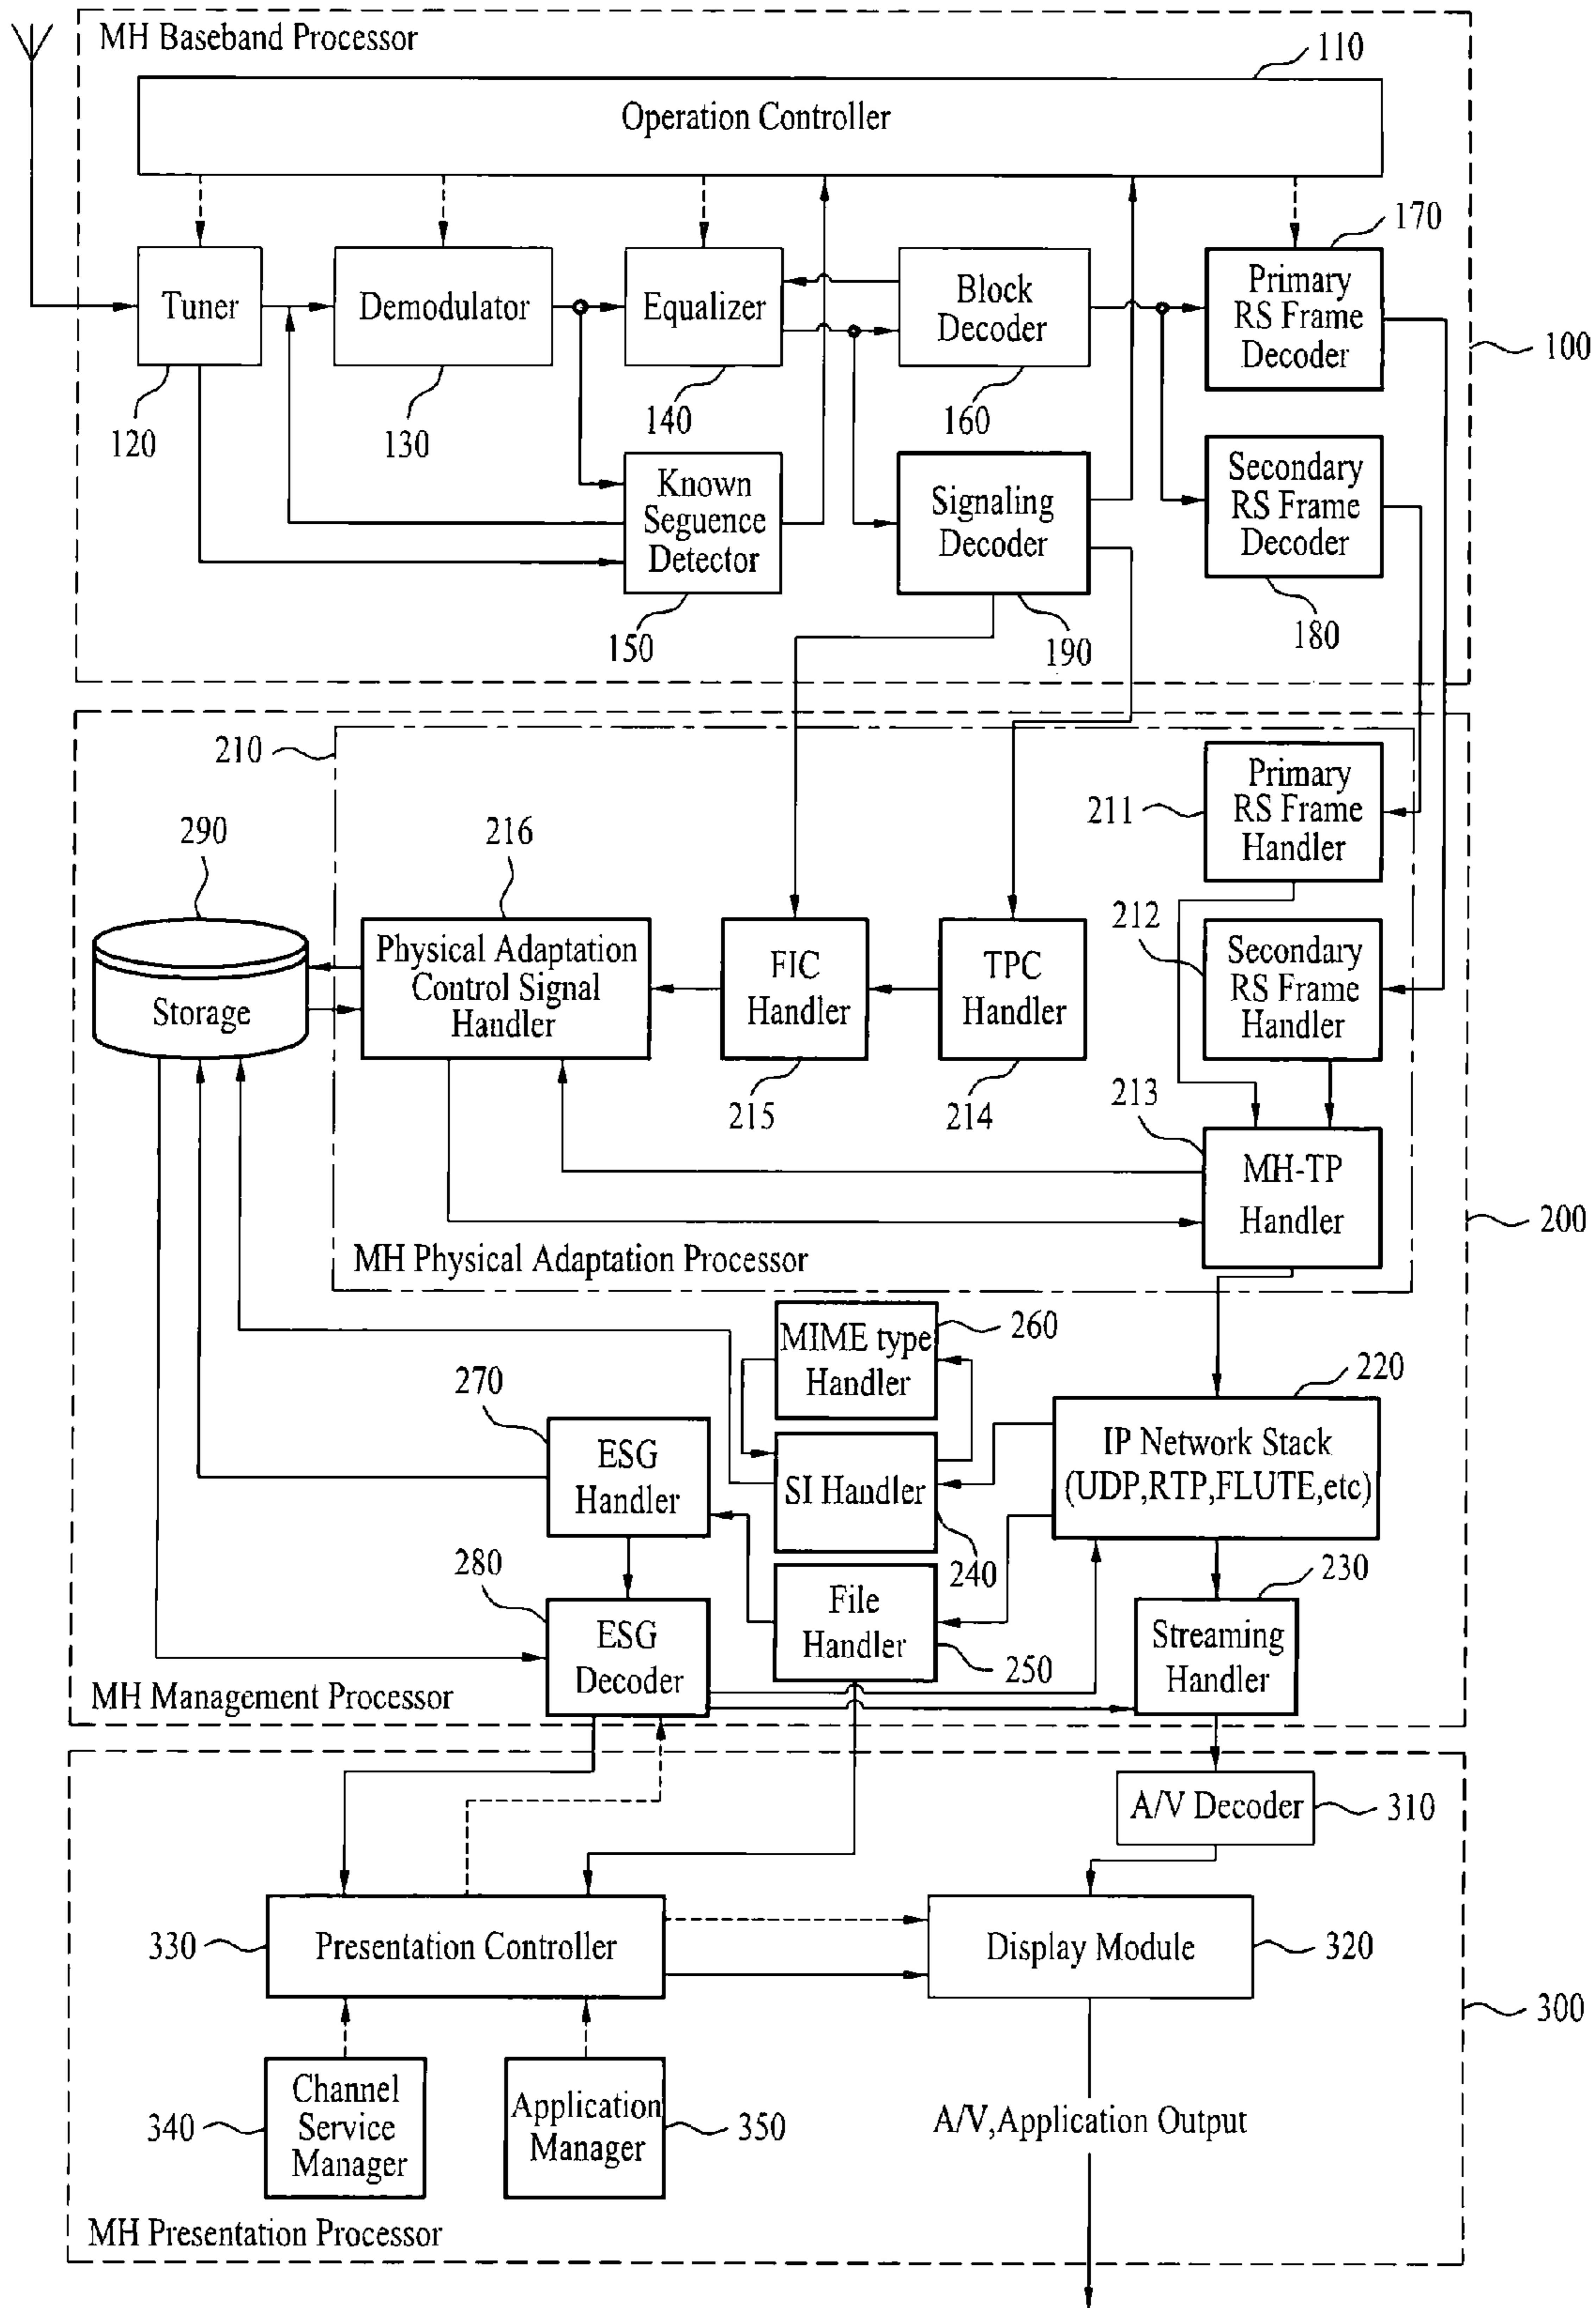 MH Baseband Processor
110
Operation Controller
170
Tuner
Demodulator
Equalizer
Block
Decoder
Primary
RS Frame
Decoder
100
120
130
140
160
Known
Seguence
Detector
Signaling
Decoder
Secondary
RS Frame
Decoder
150
190
180
210
Primary
RS Frame
Handler
211
290
216
212
Storage
Physical Adaptation
Control Signal
Handler
FIC
Handler
TPC
Handler
Secondary
RS Frame
Handler
215
214
213
MH-TP
Handler
200
MH Physical Adaptation Processor
MIME type
Handler
260
270
220
ESG
Handler
SI Handler
IP Network Stack
(UDP,RTP,FLUTE,etc)
280
240
230
ESG
Decoder
File
Handler
250
Streaming
Handler
MH Management Processor
A/V Decoder
310
330
Presentation Controller
Display Module
320
300
340
Channel
Service
Manager
Application
Manager
350
A/V,Application Output
MH Presentation Processor